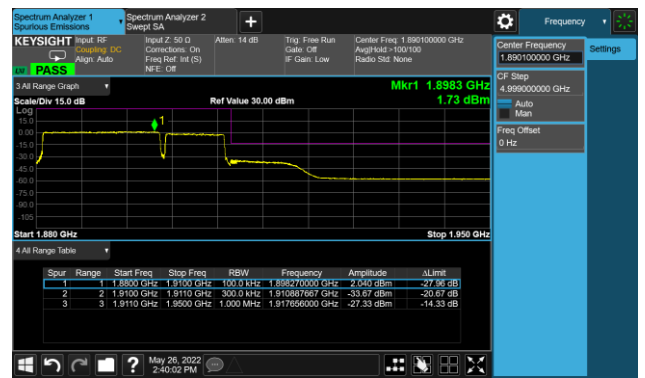 Spectrum Analyzer 1
Spurious Emissions
Spectrum Analyzer 2
Swept SA
+
Frequency
KEYSIGHT
Input: RF
Coupling: DC
Align: Auto
Input Z: 50 Ω
Corrections: On
Freq Ref: Int (S)
NFE: Off
Atten: 14 dB
Trig: Free Run
Gate: Off
IF Gain: Low
Center Freq: 1.890100000 GHz
Avg|Hold:>100/100
Radio Std: None
PASS
Center Frequency
1.890100000 GHz
Settings
CF Step
4.999000000 GHz
Auto
Man
Freq Offset
0 Hz
3 All Range Graph
Mkr1 1.8983 GHz
Scale/Div 15.0 dB
Ref Value 30.00 dBm
1.73 dBm
Log
15.0
0.00
-15.0
-30.0
-45.0
-60.0
-75.0
-90.0
-105
1
Start 1.880 GHz
Stop 1.950 GHz
4 All Range Table
Spur Range Start Freq Stop Freq RBW Frequency Amplitude ΔLimit
1 1 1.8800 GHz 1.9100 GHz 100.0 kHz 1.898270000 GHz 2.040 dBm -27.96 dB
2 2 1.9100 GHz 1.9110 GHz 300.0 kHz 1.910887667 GHz -33.67 dBm -20.67 dB
3 3 1.9110 GHz 1.9500 GHz 1.000 MHz 1.917656000 GHz -27.33 dBm -14.33 dB
?
May 26, 2022
2:40:02 PM